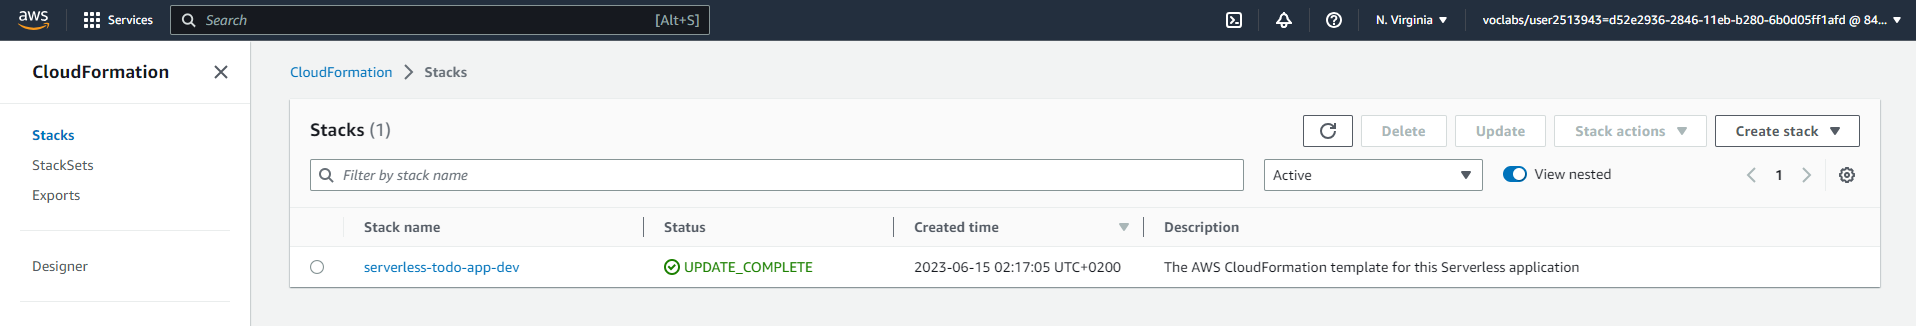 aws
Services
Search
[Alt+S]
N. Virginia
voclabs/user2513943=d52e2936-2846-11eb-b280-6b0d05ff1afd @ 84...
CloudFormation
CloudFormation
Stacks
Stacks
StackSets
Exports
Designer
Stacks (1)
Delete
Update
Stack actions
Create stack
Filter by stack name
Active
View nested
1
Stack name
Status
Created time
Description
serverless-todo-app-dev
UPDATE_COMPLETE
2023-06-15 02:17:05 UTC+0200
The AWS CloudFormation template for this Serverless application